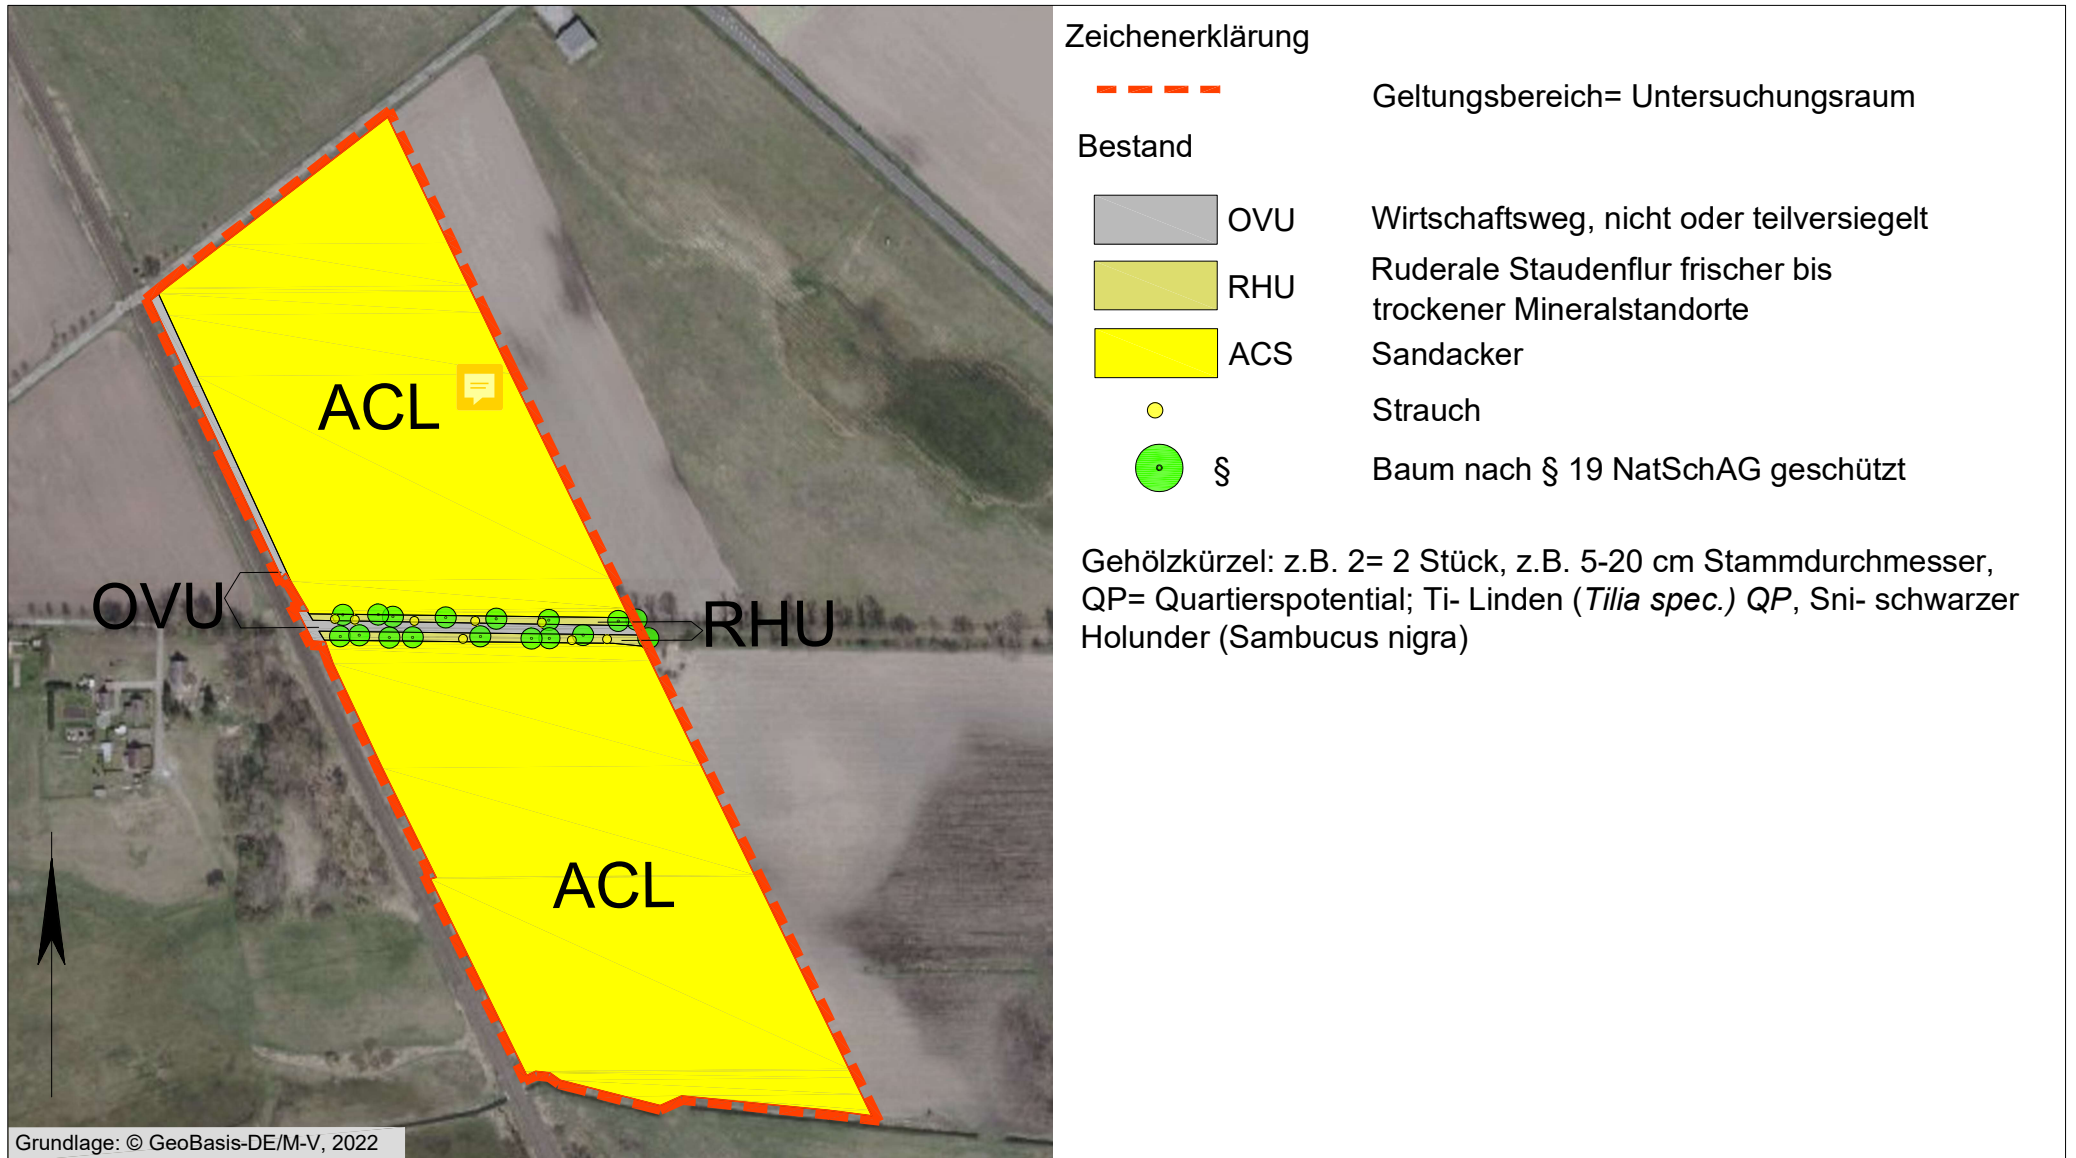 Zeichenerklärung
Geltungsbereich= Untersuchungsraum
Bestand
OVU Wirtschaftsweg, nicht oder teilversiegelt
RHU Ruderale Staudenflur frischer bis
trockener Mineralstandorte
ACS Sandacker
Strauch
§ Baum nach § 19 NatSchAG geschützt
Gehölzkürzel: z.B. 2= 2 Stück, z.B. 5-20 cm Stammdurchmesser,
QP= Quartierspotential; Ti- Linden (Tilia spec.) QP, Sni- schwarzer
Holunder (Sambucus nigra)
ACL
OVU
RHU
ACL
Grundlage: © GeoBasis-DE/M-V, 2022